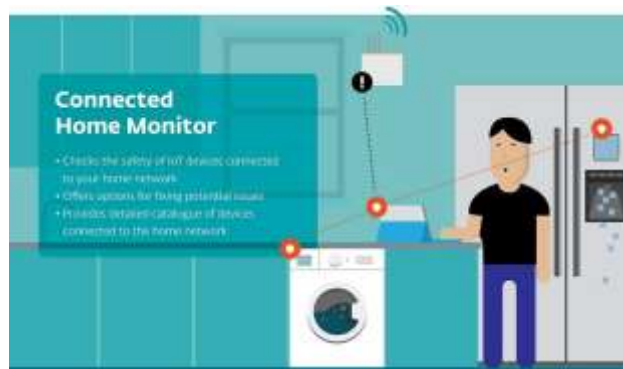 Connected
Home Monitor
• Checks the safety of IoT devices connected
to your home network
• Offers options for fixing potential issues
• Provides detailed catalogue of devices
connected to the home network